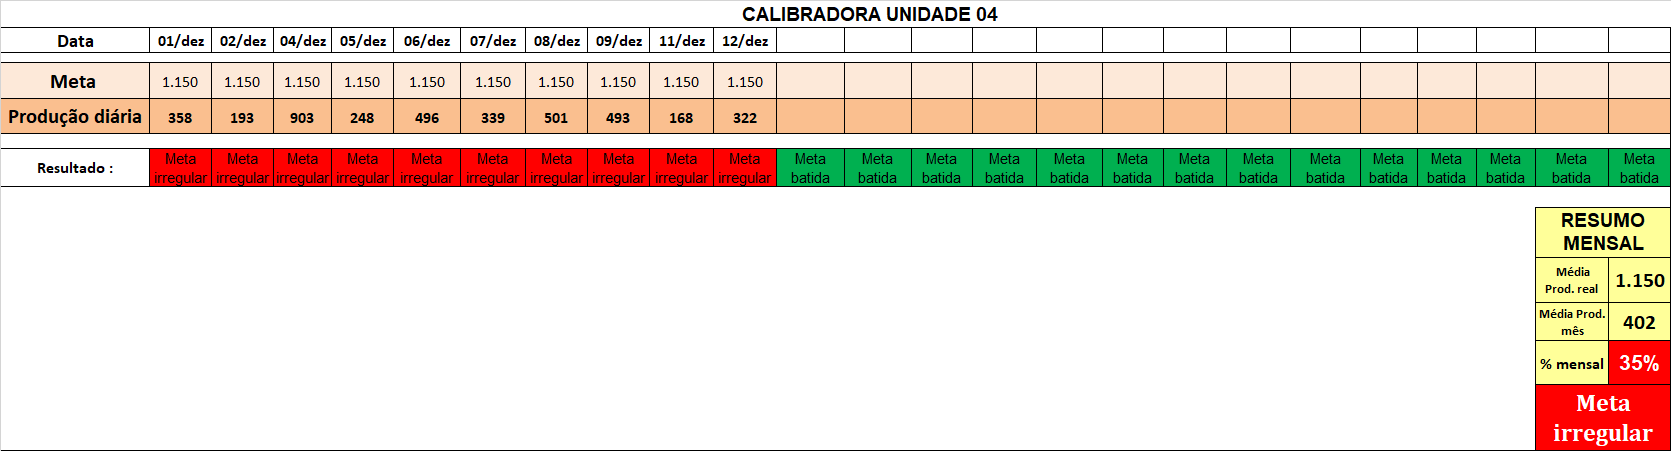 CALIBRADORA UNIDADE 04
Data 01/dez 02/dez 04/dez 05/dez 06/dez 07/dez 08/dez 09/dez 11/dez 12/dez
Meta 1.150 1.150 1.150 1.150 1.150 1.150 1.150 1.150 1.150 1.150
Produção diária 358 193 903 248 496 339 501 493 168 322
Resultado : Meta irregular Meta irregular Meta irregular Meta irregular Meta irregular Meta irregular Meta irregular Meta irregular Meta irregular Meta irregular Meta batida Meta batida Meta batida Meta batida Meta batida Meta batida Meta batida Meta batida Meta batida Meta batida Meta batida Meta batida Meta batida Meta batida
RESUMO
MENSAL
Média
Prod. real 1.150
Média Prod.
mês 402
% mensal 35%
Meta
irregular